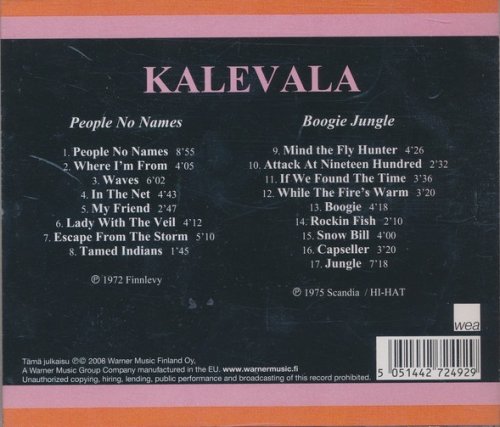 KALEVALA
People No Names
1. People No Names 8'55
2. Where I'm From 4'05
3. Waves 6'02
4. In The Net 4'43
5. My Friend 2'47
6. Lady With The Veil 4'12
7. Escape From The Storm 5'10
8. Tamed Indians 1'45
℗ 1972 Finnlevy
Boogie Jungle
9. Mind the Fly Hunter 4'26
10. Attack At Nineteen Hundred 2'32
11. If We Found The Time 3'36
12. While The Fire's Warm 3'20
13. Boogie 4'18
14. Rockin Fish 5'10
15. Snow Bill 4'00
16. Capseller 3'20
17. Jungle 7'18
℗ 1975 Scandia / HI-HAT
wea
Tämä julkaisu ℗© 2006 Warner Music Finland Oy,
A Warner Music Group Company manufactured in the EU. www.warnermusic.fi
Unauthorized copying, hiring, lending, public performance and broadcasting of this record prohibited.
5 051442 724929